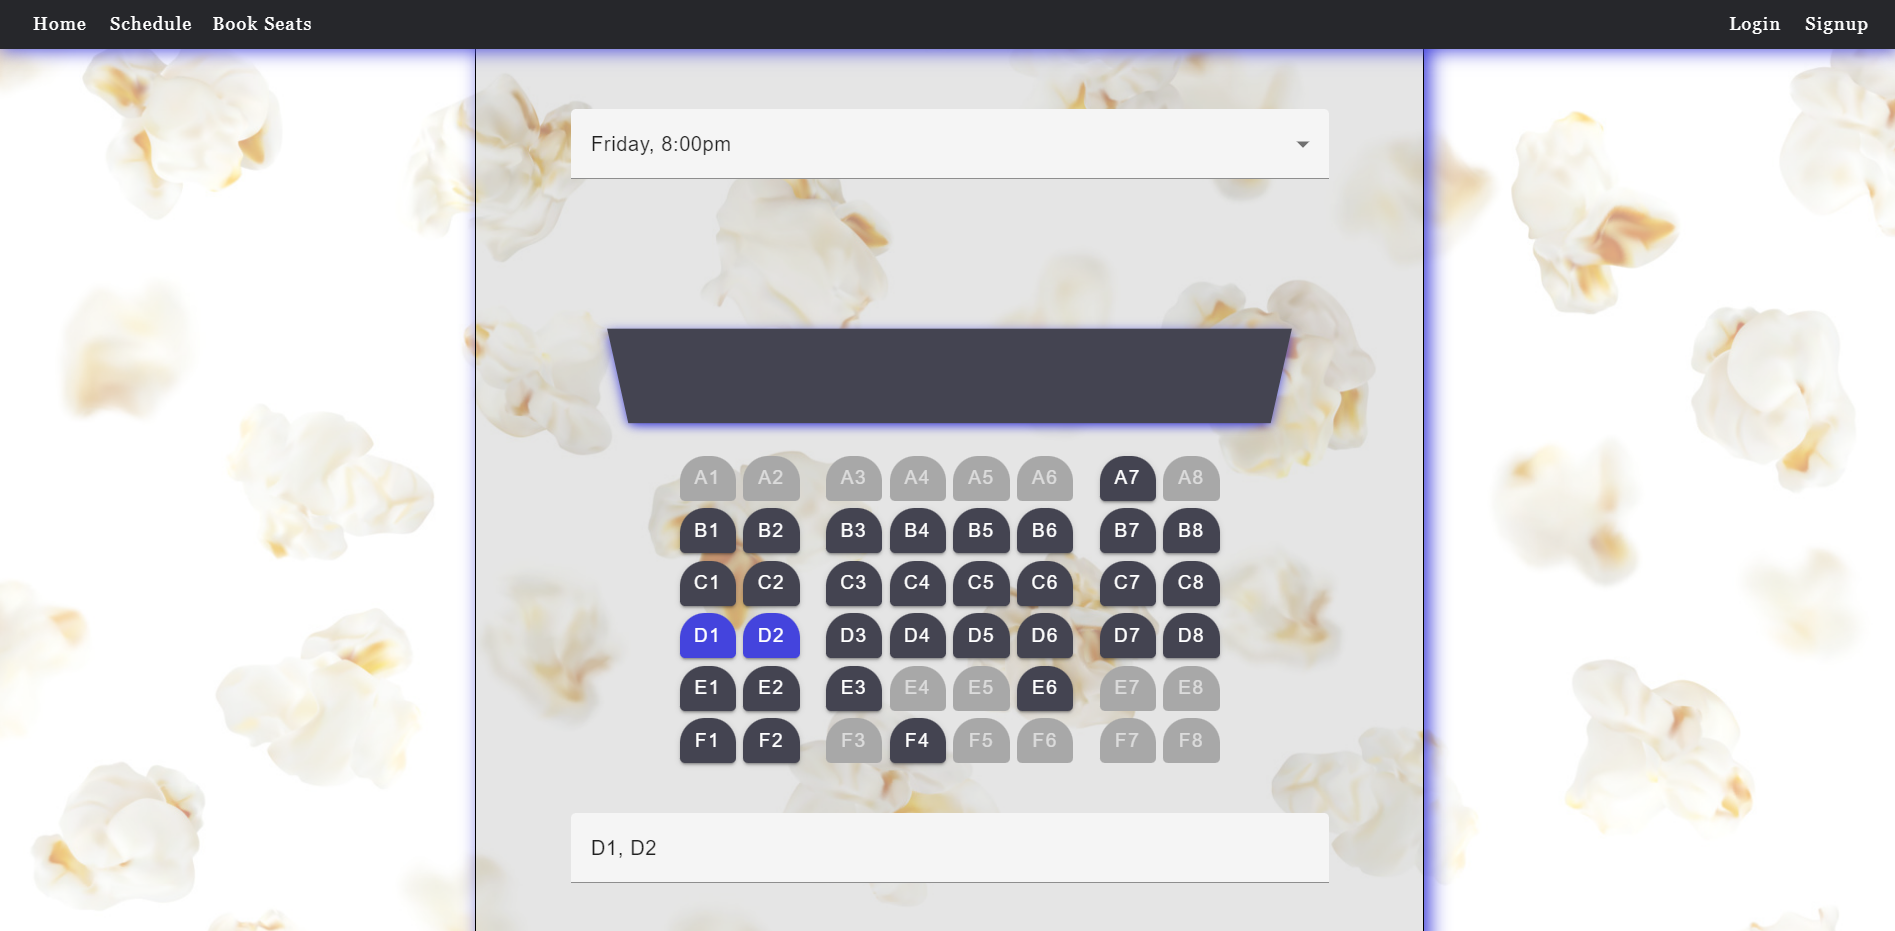 Home Schedule Book Seats Login Signup
Friday, 8:00pm
A1 A2 A3 A4 A5 A6 A7 A8
B1 B2 B3 B4 B5 B6 B7 B8
C1 C2 C3 C4 C5 C6 C7 C8
D1 D2 D3 D4 D5 D6 D7 D8
E1 E2 E3 E4 E5 E6 E7 E8
F1 F2 F3 F4 F5 F6 F7 F8
D1, D2